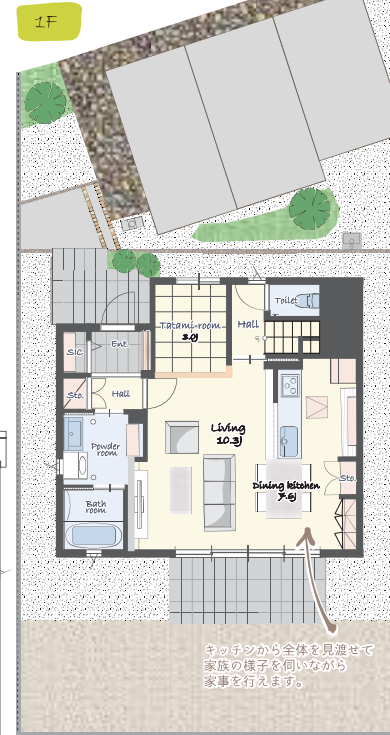 1F
Toilet
Tatami-room
3.0J
Hall
Ent.
SIC
Sto.
Hall
Living
10.3J
Powder
room
Dining kitchen
7.6J
Sto.
Bath
room
キッチンから全体を見渡せて
家族の様子を伺いながら
家事を行えます。